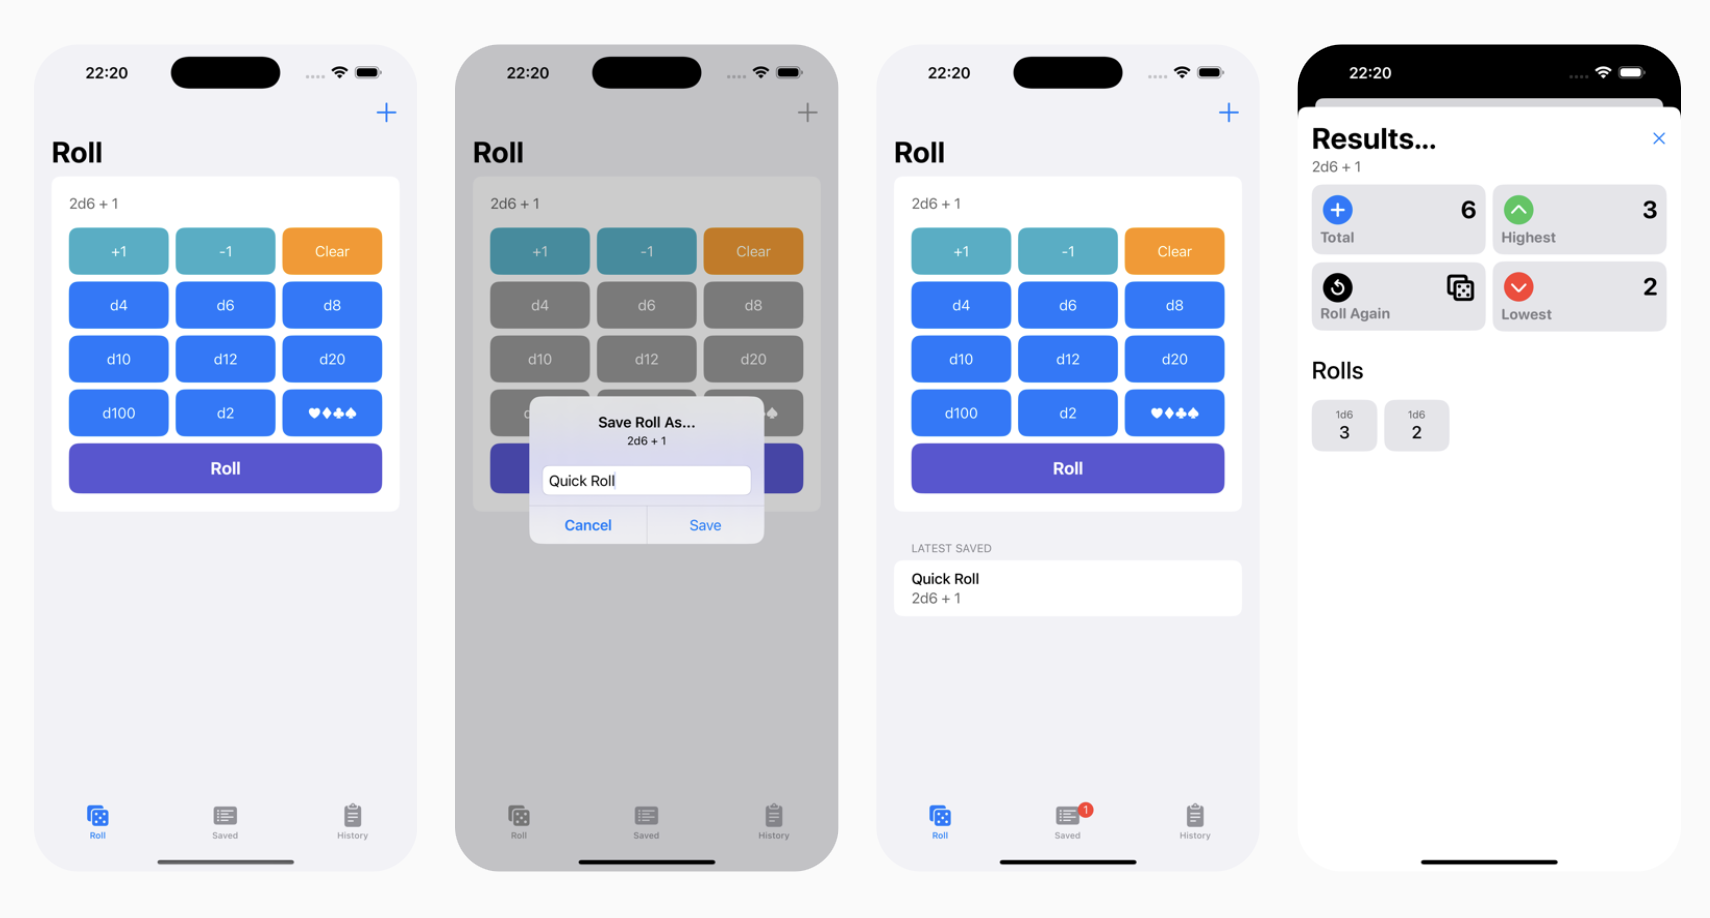 22:20
Roll
2d6 + 1
+1 -1 Clear
d4 d6 d8
d10 d12 d20
d100 d2 ♥♦♣♠
Roll
Roll Saved History
22:20
Roll
2d6 + 1
+1 -1 Clear
d4 d6 d8
d10 d12 d20
Save Roll As...
2d6 + 1
Quick Roll
Cancel Save
Roll Saved History
22:20
Roll
2d6 + 1
+1 -1 Clear
d4 d6 d8
d10 d12 d20
d100 d2 ♥♦♣♠
Roll
LATEST SAVED
Quick Roll
2d6 + 1
1
Roll Saved History
22:20
Results...
2d6 + 1
6 3
Total Highest
2
Roll Again Lowest
Rolls
1d6 1d6
3 2